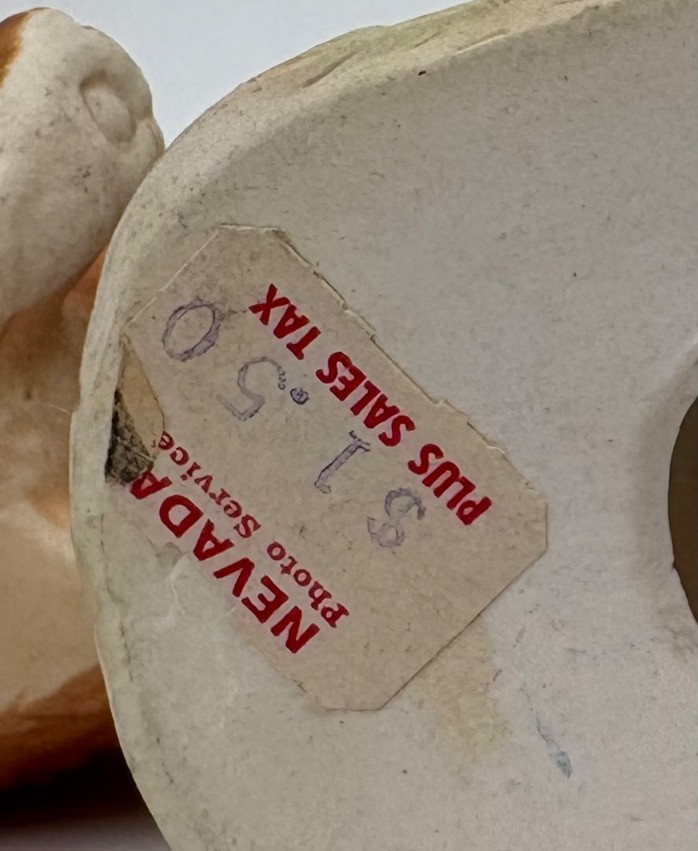 NEVADA
Photo Service
$1.50
PLUS SALES TAX